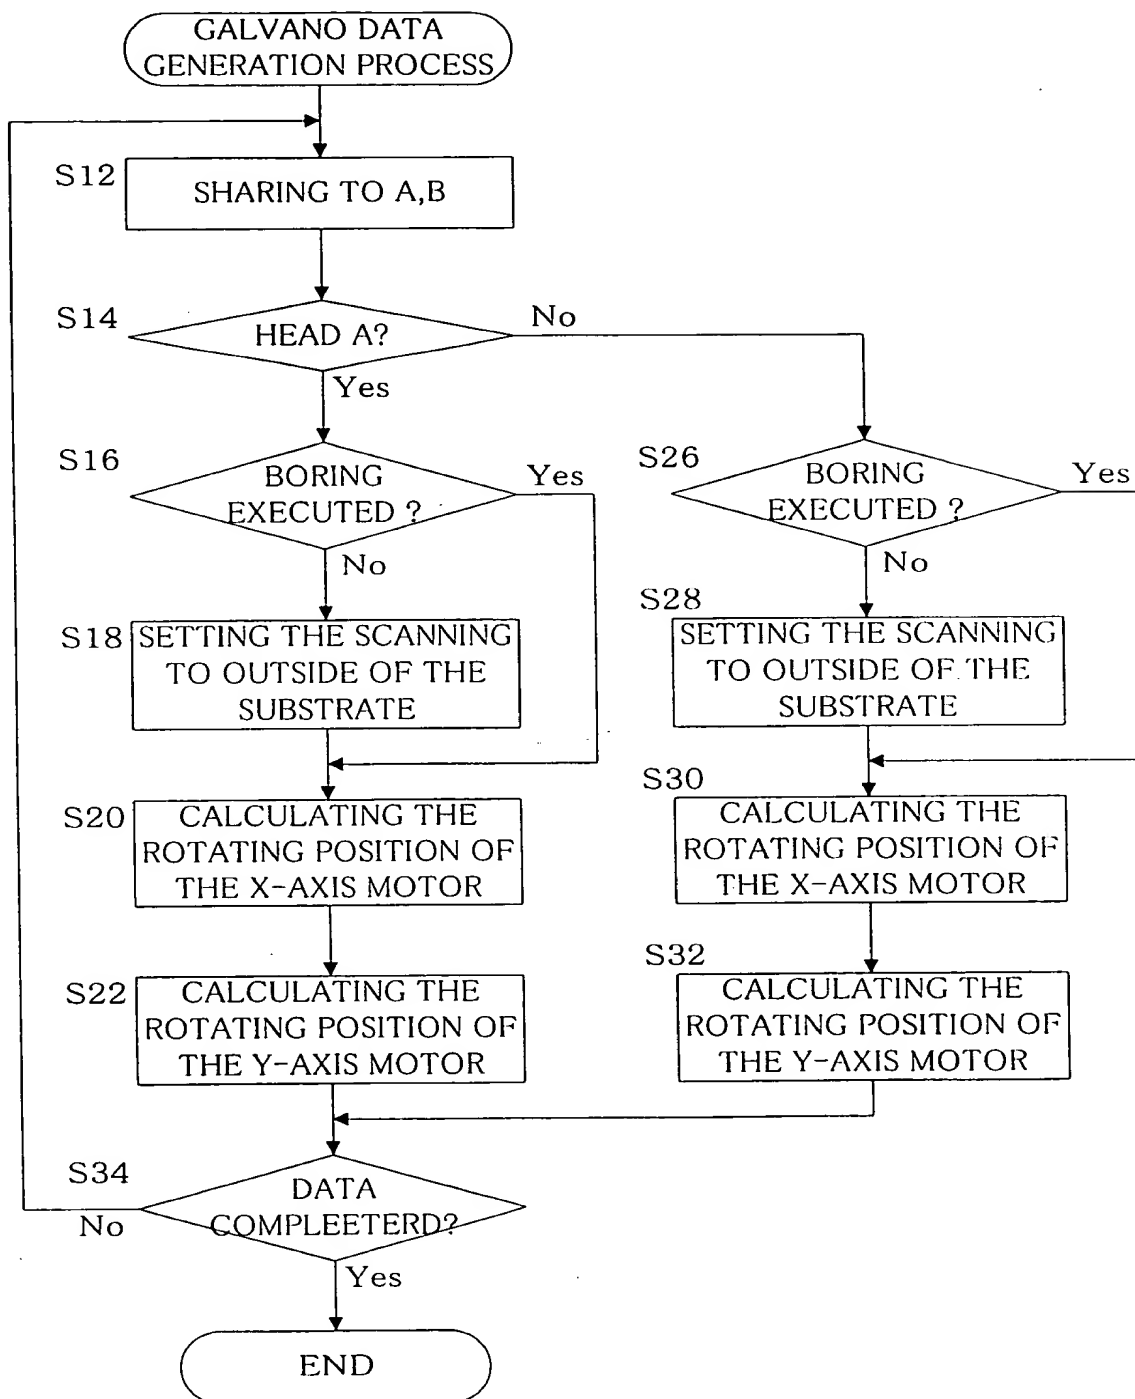 GALVANO DATA
GENERATION PROCESS
S12
SHARING TO A,B
S14
HEAD A?
No
Yes
S16
BORING
EXECUTED ?
Yes
No
S18
SETTING THE SCANNING
TO OUTSIDE OF THE
SUBSTRATE
S20
CALCULATING THE
ROTATING POSITION OF
THE X-AXIS MOTOR
S22
CALCULATING THE
ROTATING POSITION OF
THE Y-AXIS MOTOR
S26
BORING
EXECUTED ?
Yes
No
S28
SETTING THE SCANNING
TO OUTSIDE OF THE
SUBSTRATE
S30
CALCULATING THE
ROTATING POSITION OF
THE X-AXIS MOTOR
S32
CALCULATING THE
ROTATING POSITION OF
THE Y-AXIS MOTOR
S34
DATA
COMPLEETERD?
No
Yes
END